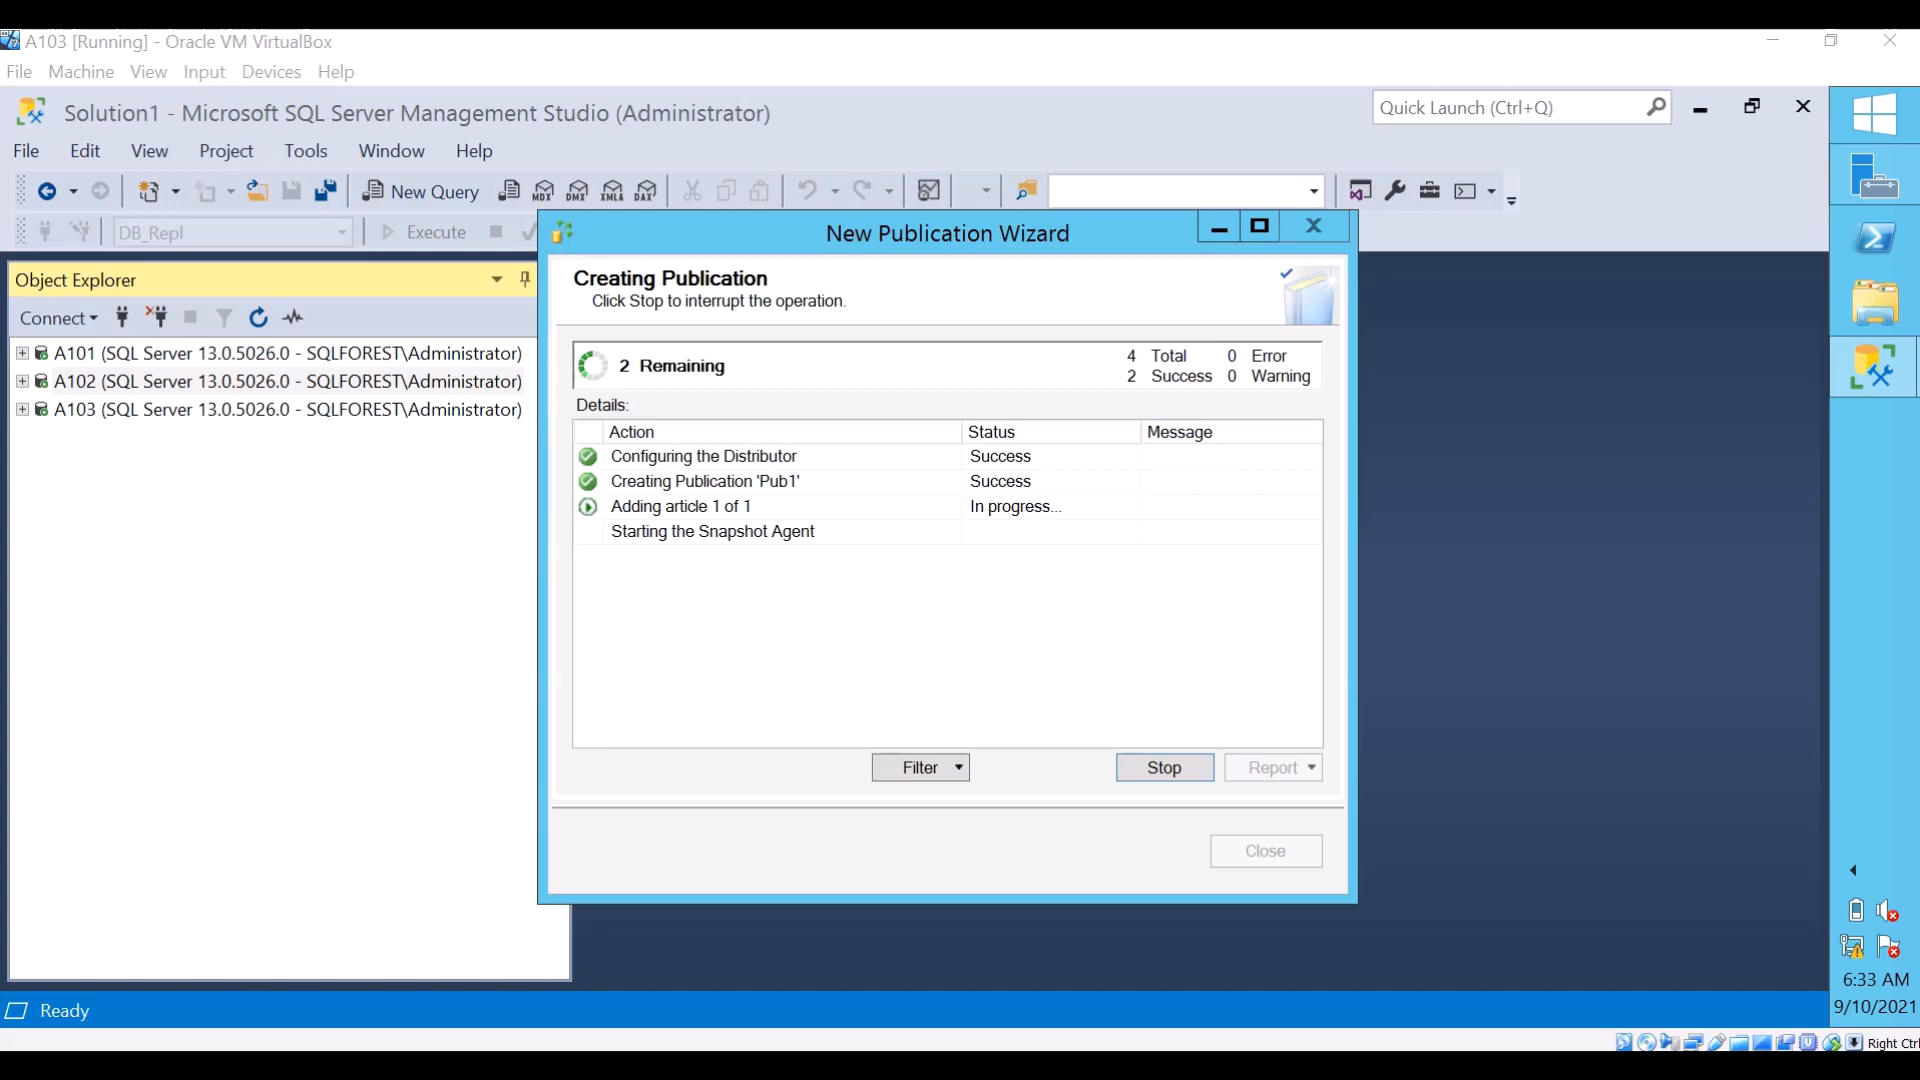 A103 [Running] - Oracle VM VirtualBox
File Machine View Input Devices Help
Solution1 - Microsoft SQL Server Management Studio (Administrator)
Quick Launch (Ctrl+Q)
File Edit View Project Tools Window Help
New Query MDX DMX XMLA DAX
DB_Repl Execute
New Publication Wizard
Object Explorer
Connect
A101 (SQL Server 13.0.5026.0 - SQLFOREST\Administrator)
A102 (SQL Server 13.0.5026.0 - SQLFOREST\Administrator)
A103 (SQL Server 13.0.5026.0 - SQLFOREST\Administrator)
Creating Publication
Click Stop to interrupt the operation.
2 Remaining
4 Total 0 Error
2 Success 0 Warning
Details:
Action Status Message
Configuring the Distributor Success
Creating Publication 'Pub1' Success
Adding article 1 of 1 In progress...
Starting the Snapshot Agent
Filter Stop Report
Close
6:33 AM
9/10/2021
Ready
Right Ctrl